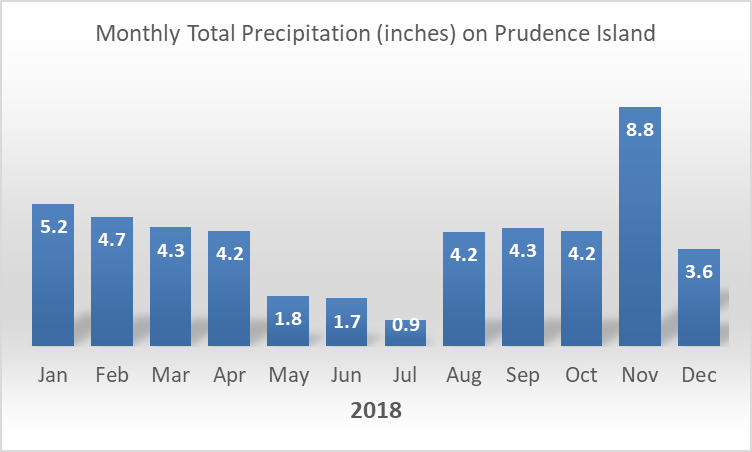 Monthly Total Precipitation (inches) on Prudence Island
5.2 4.7 4.3 4.2 1.8 1.7 0.9 4.2 4.3 4.2 8.8 3.6
Jan Feb Mar Apr May Jun Jul Aug Sep Oct Nov Dec
2018